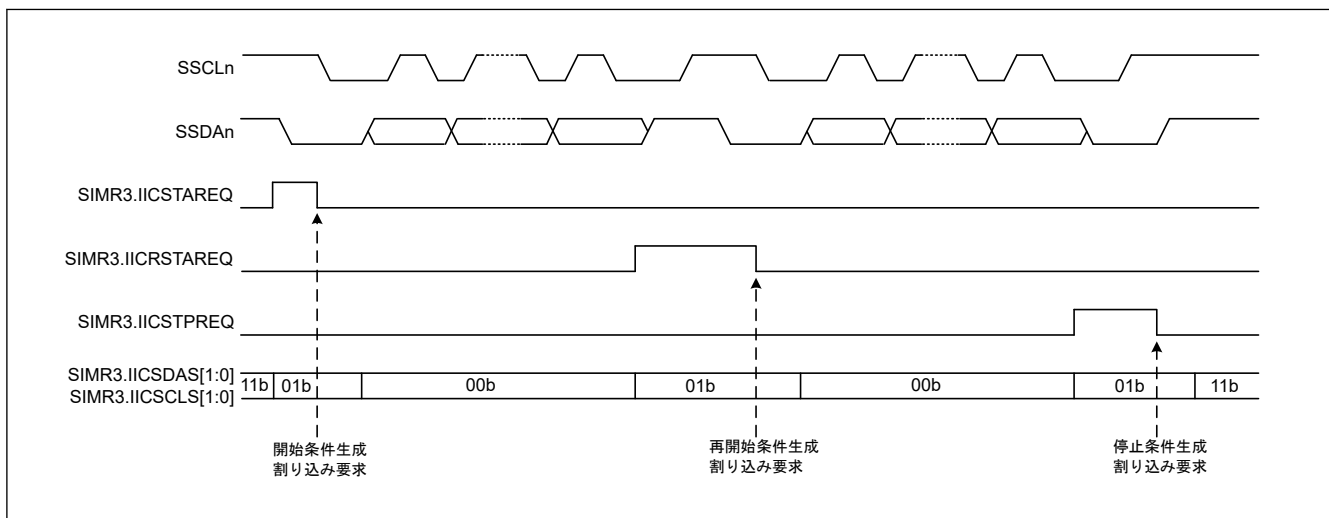 SSCLn
SSDAn
SIMR3.IICSTAREQ
SIMR3.IICRSTAREQ
SIMR3.IICSTPREQ
SIMR3.IICSDAS[1:0]
SIMR3.IICSCLS[1:0]
11b 01b 00b 01b 00b 01b 11b
開始条件生成
割り込み要求
再開始条件生成
割り込み要求
停止条件生成
割り込み要求